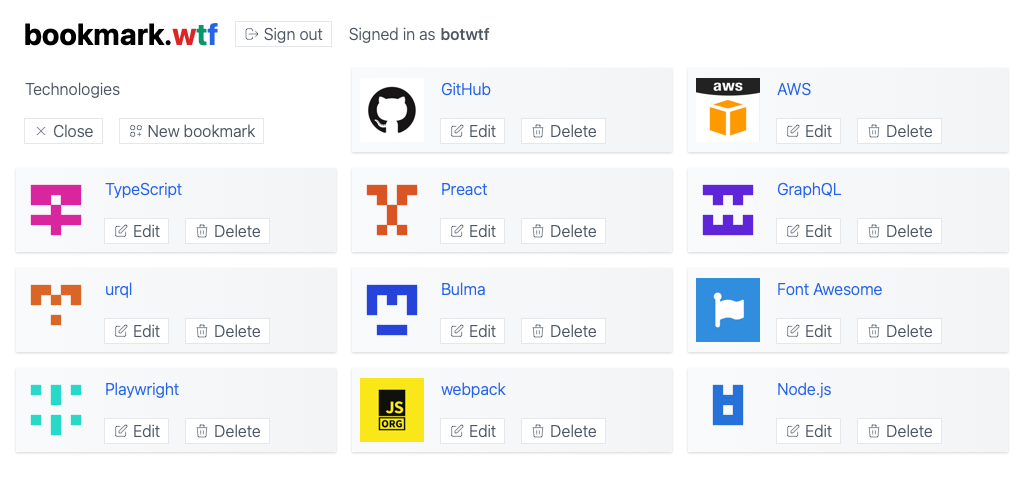 bookmark.wtf Sign out Signed in as botwtf
Technologies
Close New bookmark
GitHub
Edit Delete
aws
AWS
Edit Delete
TypeScript
Edit Delete
Preact
Edit Delete
GraphQL
Edit Delete
urql
Edit Delete
Bulma
Edit Delete
Font Awesome
Edit Delete
Playwright
Edit Delete
JS
ORG
webpack
Edit Delete
Node.js
Edit Delete